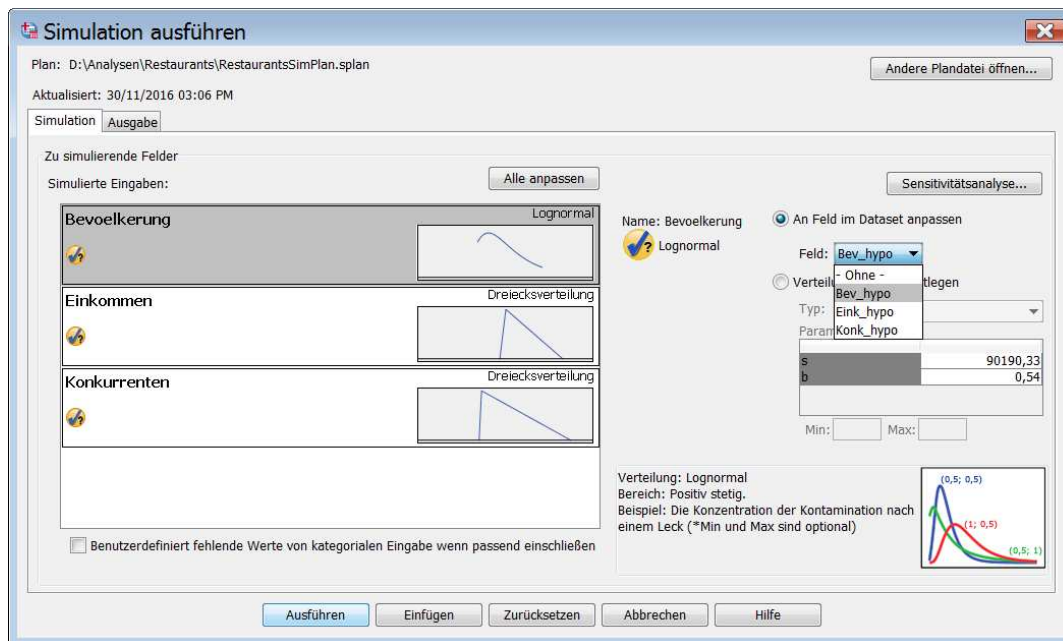 Simulation ausführen
Plan: D:\Analysen\Restaurants\RestaurantsSimPlan.splan
Andere Plandatei öffnen...
Aktualisiert: 30/11/2016 03:06 PM
Simulation
Ausgabe
Zu simulierende Felder
Simulierte Eingaben:
Alle anpassen
Sensitivitätsanalyse...
Bevoelkerung
Lognormal
Einkommen
Dreiecksverteilung
Konkurrenten
Dreiecksverteilung
Benutzerdefiniert fehlende Werte von kategorialen Eingabe wenn passend einschließen
Name: Bevoelkerung
Lognormal
An Feld im Dataset anpassen
Feld: Bev_hypo
- Ohne -
Bev_hypo
Eink_hypo
Konk_hypo
Verteilu
tlegen
Typ:
Param
s 90190,33
b 0,54
Min:
Max:
Verteilung: Lognormal
Bereich: Positiv stetig.
Beispiel: Die Konzentration der Kontamination nach
einem Leck (*Min und Max sind optional)
(0,5; 0,5)
(1; 0,5)
(0,5; 1)
Ausführen
Einfügen
Zurücksetzen
Abbrechen
Hilfe